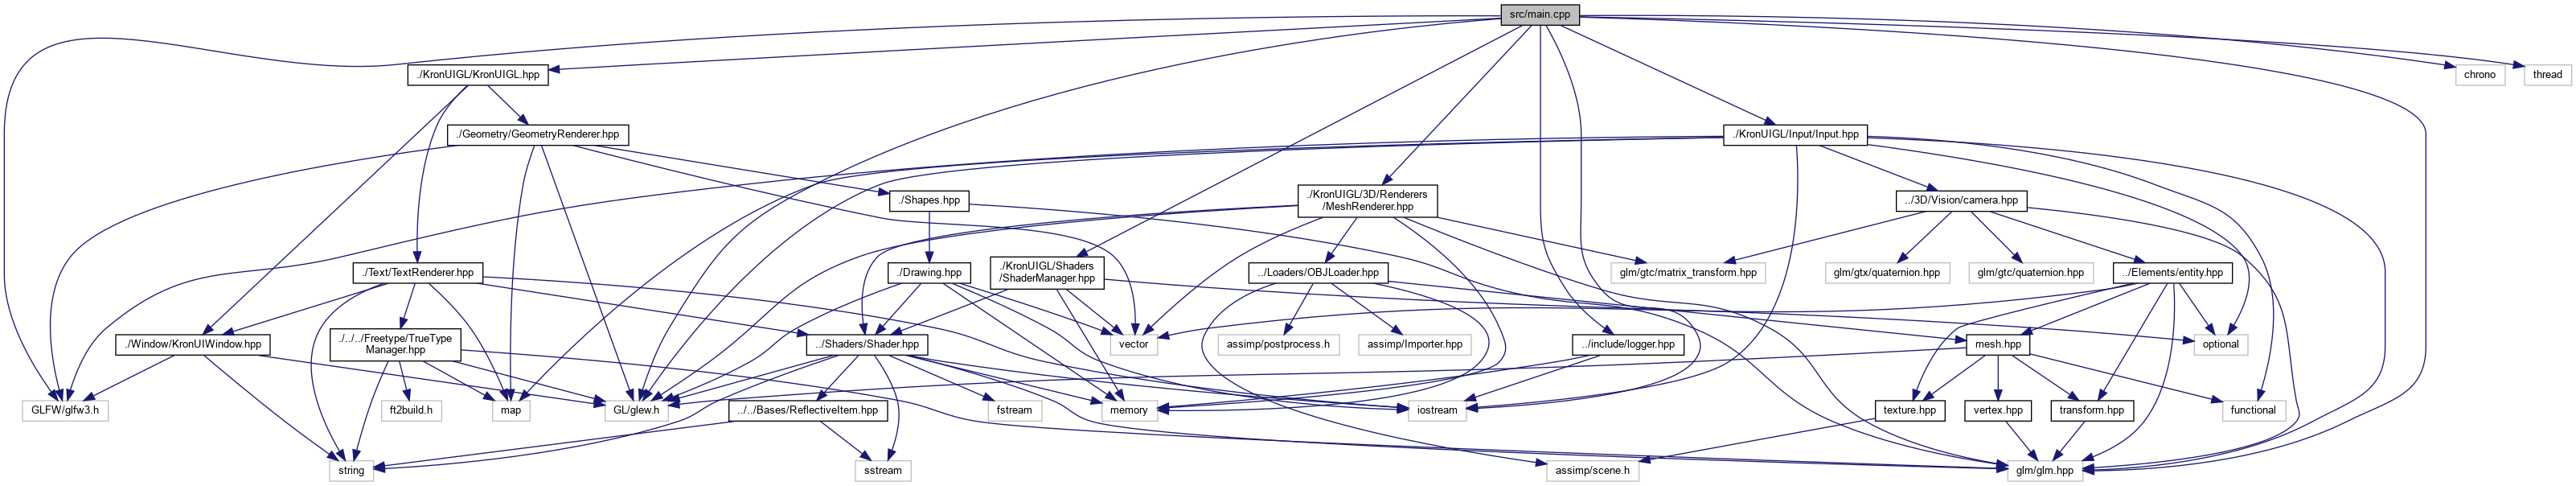 src/main.cpp
./KronUIGL/KronUIGL.hpp
chrono
thread
./Geometry/GeometryRenderer.hpp
./KronUIGL/Input/Input.hpp
./Shapes.hpp
./KronUIGL/3D/Renderers
/MeshRenderer.hpp
../3D/Vision/camera.hpp
./Text/TextRenderer.hpp
./Drawing.hpp
./KronUIGL/Shaders
/ShaderManager.hpp
../Loaders/OBJLoader.hpp
glm/gtc/matrix_transform.hpp
glm/gtx/quaternion.hpp
glm/gtc/quaternion.hpp
../Elements/entity.hpp
./Window/KronUIWindow.hpp
./../../Freetype/TrueType
Manager.hpp
../Shaders/Shader.hpp
vector
assimp/postprocess.h
assimp/Importer.hpp
../include/logger.hpp
mesh.hpp
optional
GLFW/glfw3.h
ft2build.h
map
GL/glew.h
../../Bases/ReflectiveItem.hpp
fstream
memory
iostream
texture.hpp
vertex.hpp
transform.hpp
functional
string
sstream
assimp/scene.h
glm/glm.hpp